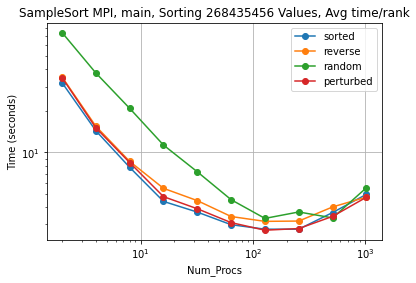 SampleSort MPI, main, Sorting 268435456 Values, Avg time/rank
sorted
reverse
random
perturbed
Time (seconds)
10¹
10¹
10²
10³
Num_Procs